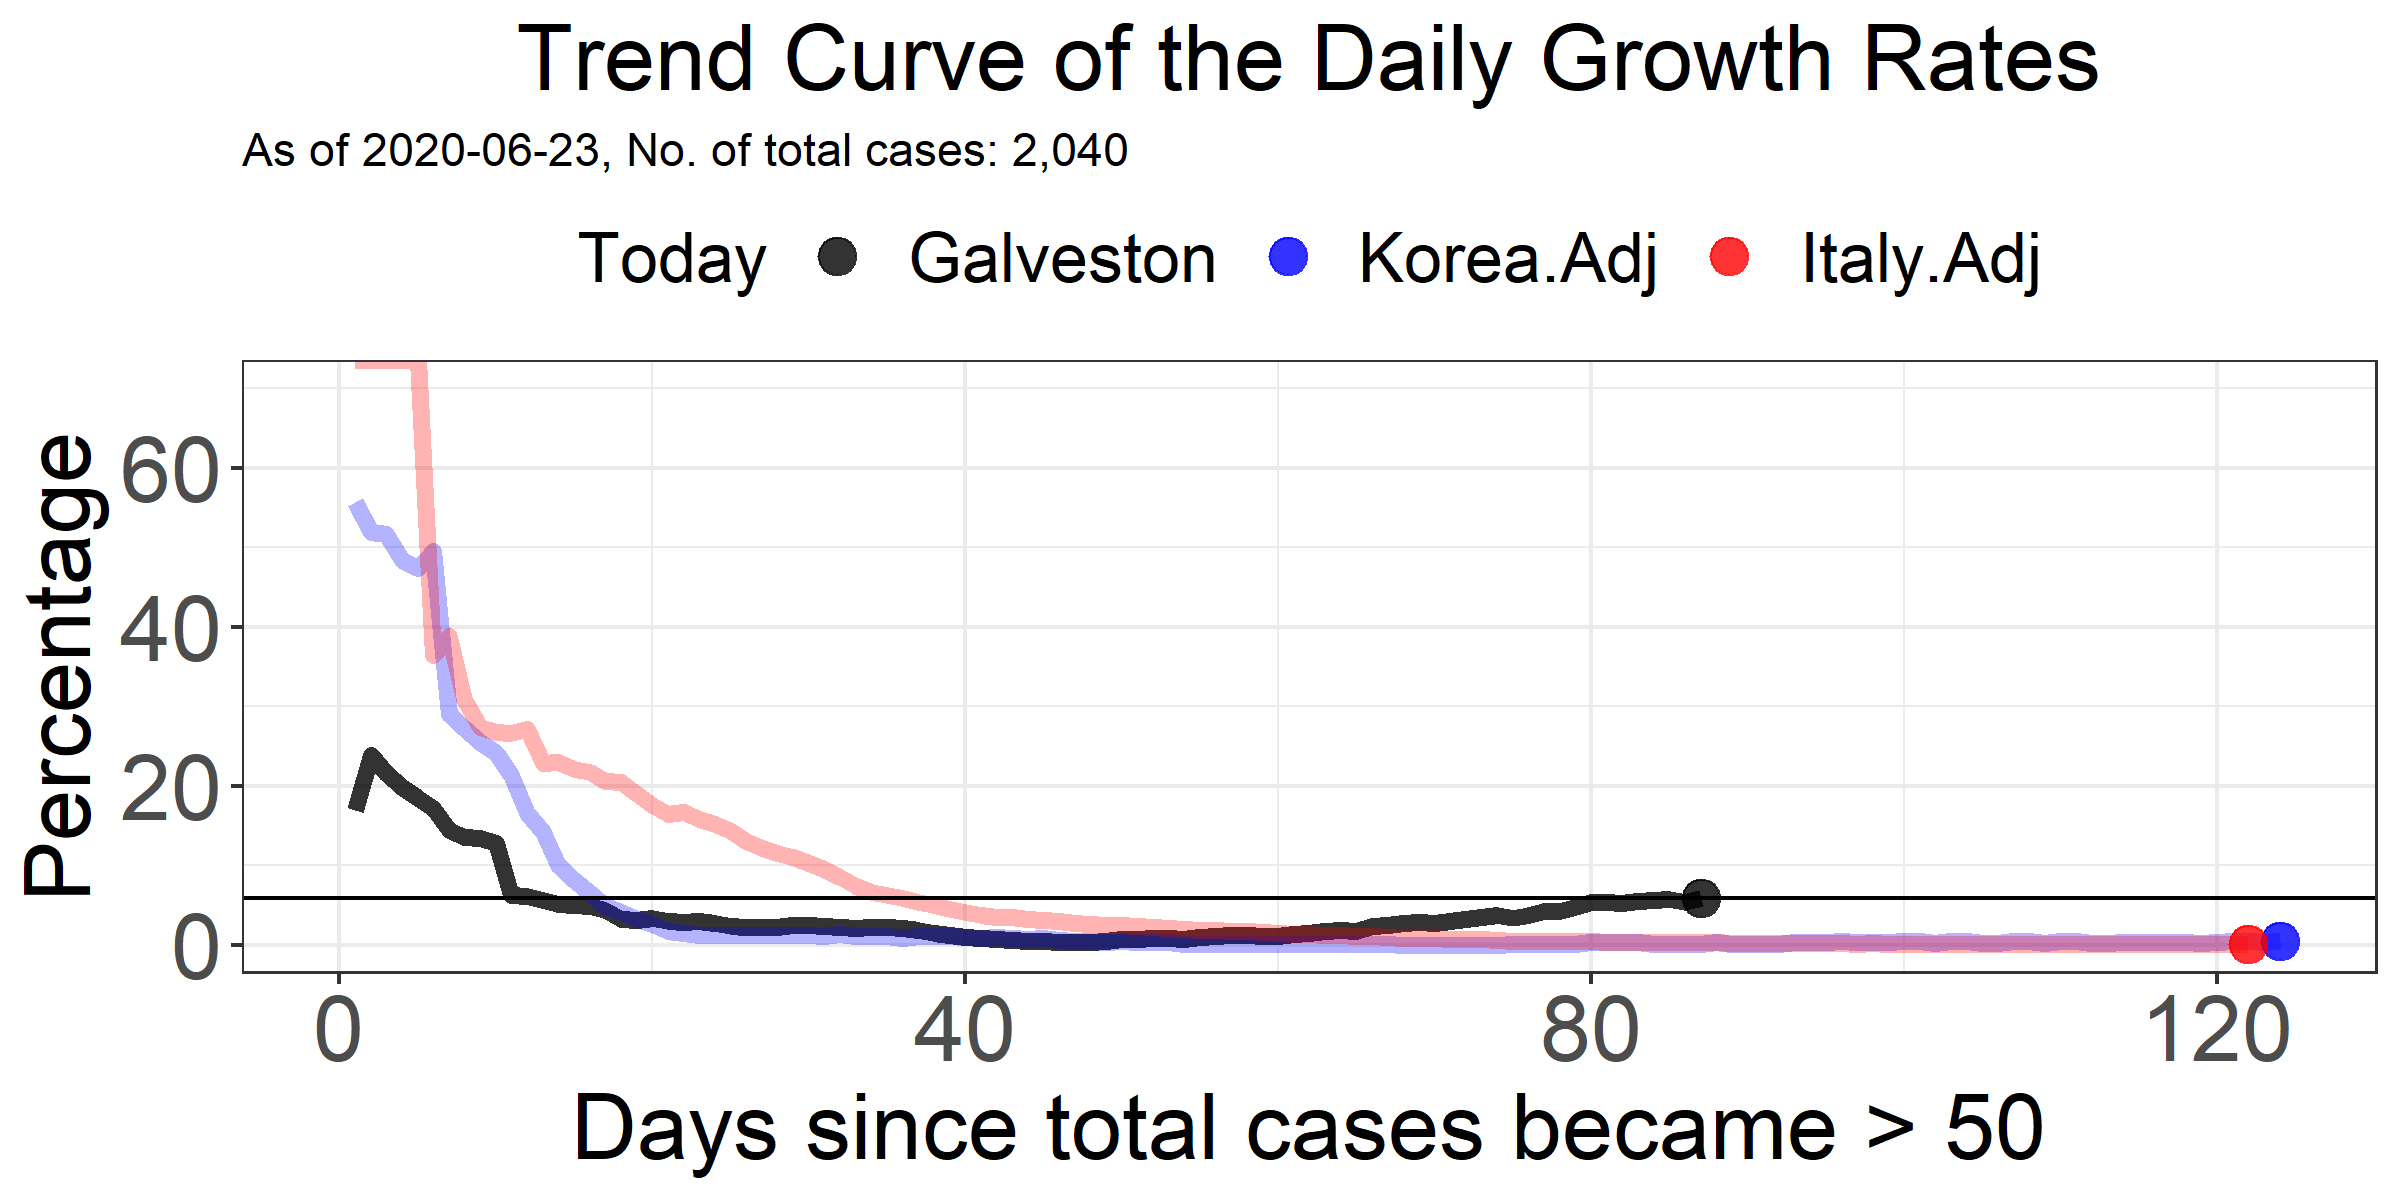 Trend Curve of the Daily Growth Rates
As of 2020-06-23, No. of total cases: 2,040
Today Galveston Korea.Adj Italy.Adj
Percentage
60
40
20
0
0 40 80 120
Days since total cases became > 50